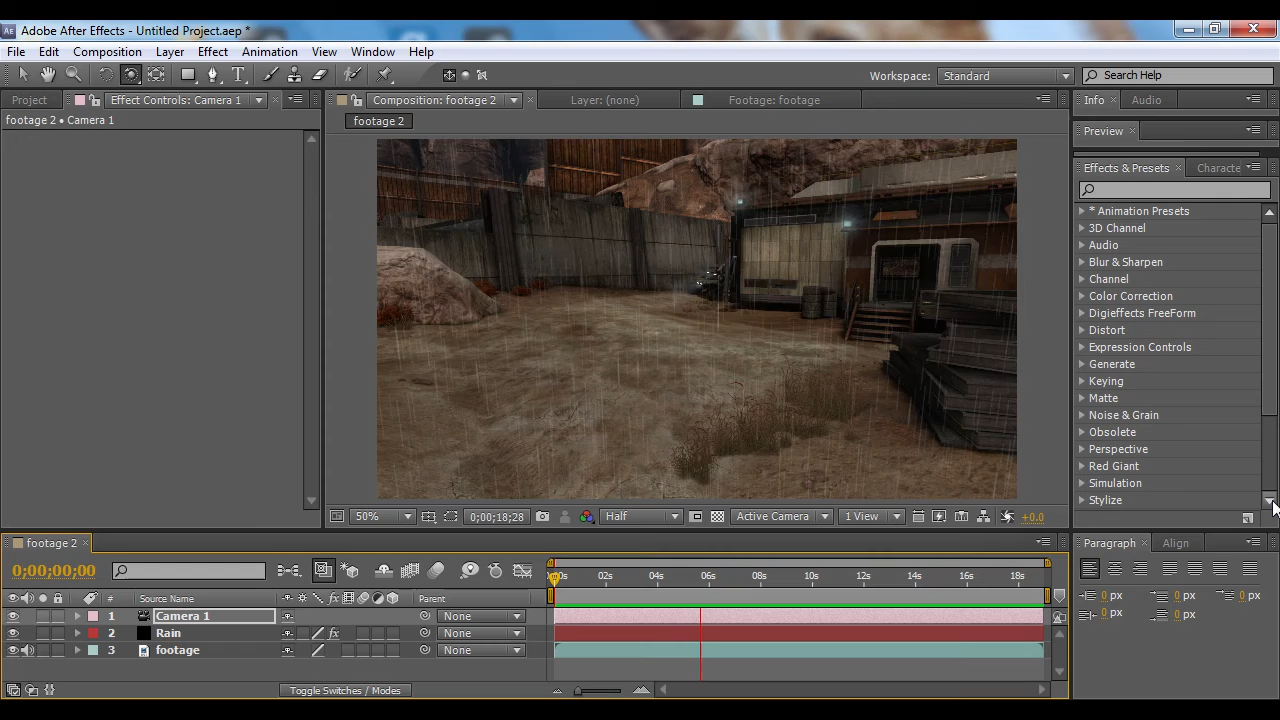 Adobe After Effects - Untitled Project.aep *
File Edit Composition Layer Effect Animation View Window Help
Workspace: Standard Search Help
Project Effect Controls: Camera 1 Composition: footage 2 Layer: (none) Footage: footage Info Audio
footage 2 • Camera 1
footage 2
Preview
Effects & Presets Characte
* Animation Presets
3D Channel
Audio
Blur & Sharpen
Channel
Color Correction
Digieffects FreeForm
Distort
Expression Controls
Generate
Keying
Matte
Noise & Grain
Obsolete
Perspective
Red Giant
Simulation
Stylize
50% 0;00;18;28 Half Active Camera 1 View +0.0
footage 2
Paragraph Align
0;00;00;00
:00s 02s 04s 06s 08s 10s 12s 14s 16s 18s
# Source Name Parent
1 Camera 1 None
2 Rain None
3 footage None
0 px 0 px 0 px
0 px 0 px
Toggle Switches / Modes